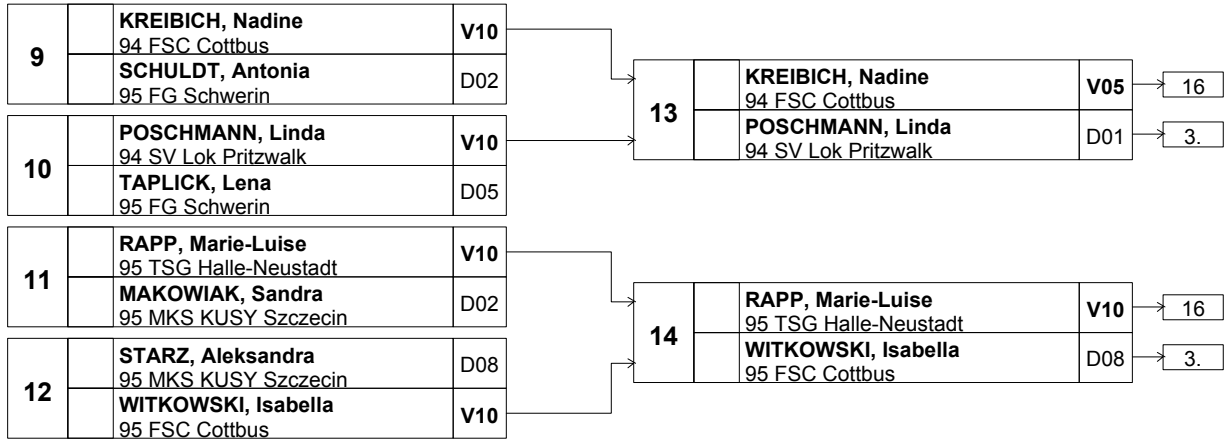 9
KREIBICH, Nadine
94 FSC Cottbus
V10
SCHULDT, Antonia
95 FG Schwerin
D02
10
POSCHMANN, Linda
94 SV Lok Pritzwalk
V10
TAPLICK, Lena
95 FG Schwerin
D05
11
RAPP, Marie-Luise
95 TSG Halle-Neustadt
V10
MAKOWIAK, Sandra
95 MKS KUSY Szczecin
D02
12
STARZ, Aleksandra
95 MKS KUSY Szczecin
D08
WITKOWSKI, Isabella
95 FSC Cottbus
V10
13
KREIBICH, Nadine
94 FSC Cottbus
V05
16
POSCHMANN, Linda
94 SV Lok Pritzwalk
D01
3.
14
RAPP, Marie-Luise
95 TSG Halle-Neustadt
V10
16
WITKOWSKI, Isabella
95 FSC Cottbus
D08
3.